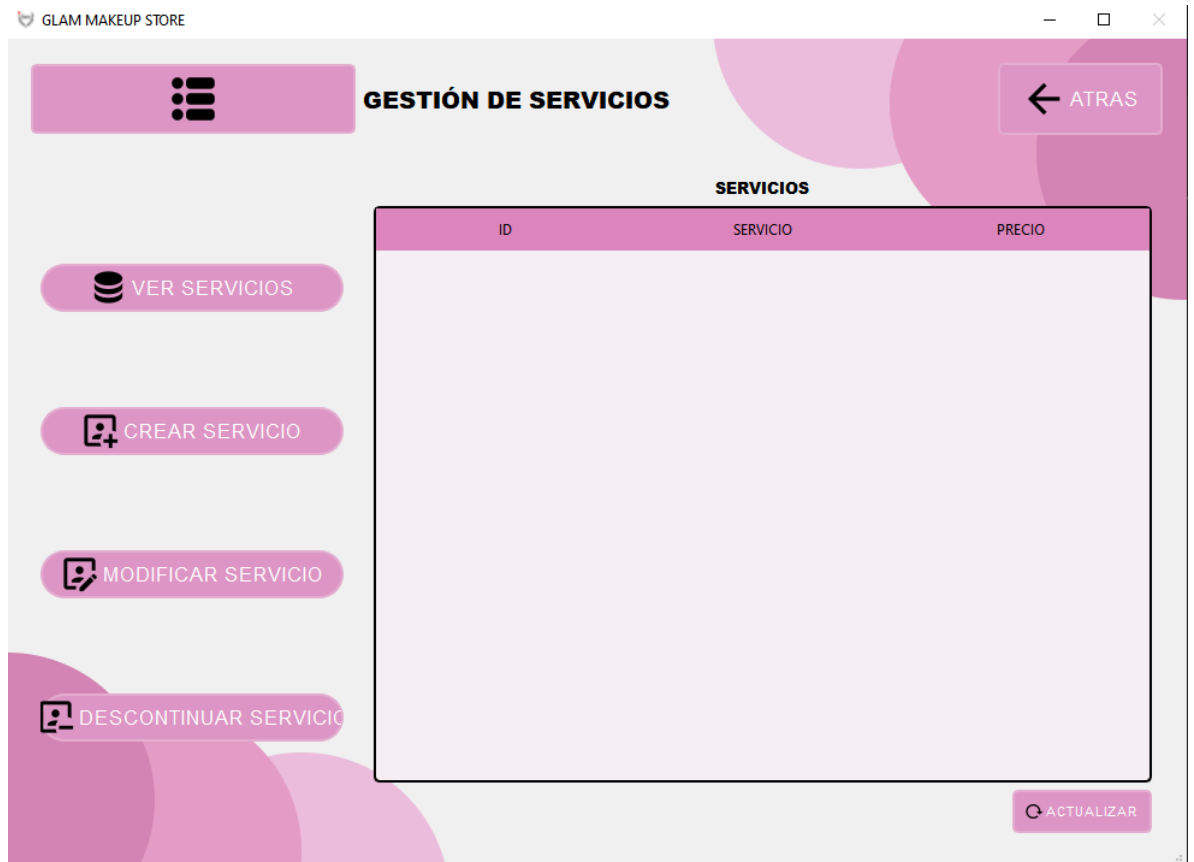 GLAM MAKEUP STORE
GESTIÓN DE SERVICIOS
ATRAS
SERVICIOS
ID SERVICIO PRECIO
VER SERVICIOS
CREAR SERVICIO
MODIFICAR SERVICIO
DESCONTINUAR SERVICIO
ACTUALIZAR